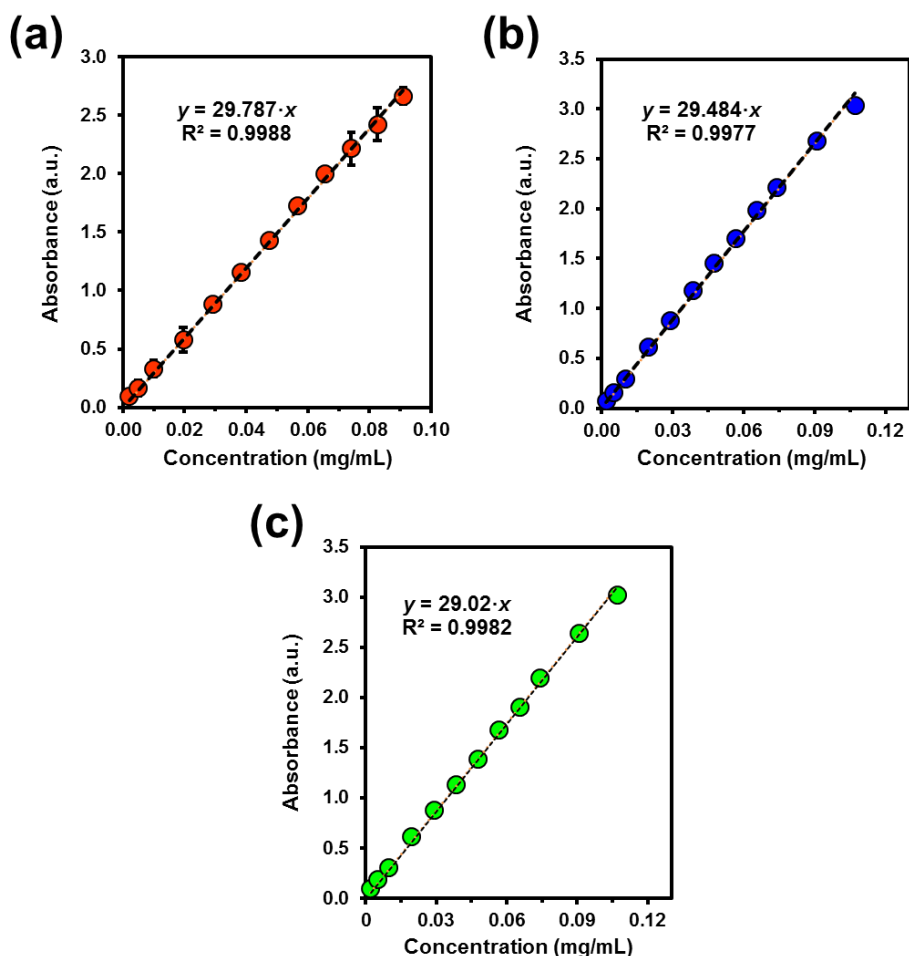 (a)
3.0
2.5
2.0
1.5
1.0
0.5
0.0
Absorbance (a.u.)
y = 29.787·x
R² = 0.9988
0.00 0.02 0.04 0.06 0.08 0.10
Concentration (mg/mL)
(b)
3.5
3.0
2.5
2.0
1.5
1.0
0.5
0.0
Absorbance (a.u.)
y = 29.484·x
R² = 0.9977
0.00 0.03 0.06 0.09 0.12
Concentration (mg/mL)
(c)
3.5
3.0
2.5
2.0
1.5
1.0
0.5
0.0
Absorbance (a.u.)
y = 29.02·x
R² = 0.9982
0 0.03 0.06 0.09 0.12
Concentration (mg/mL)